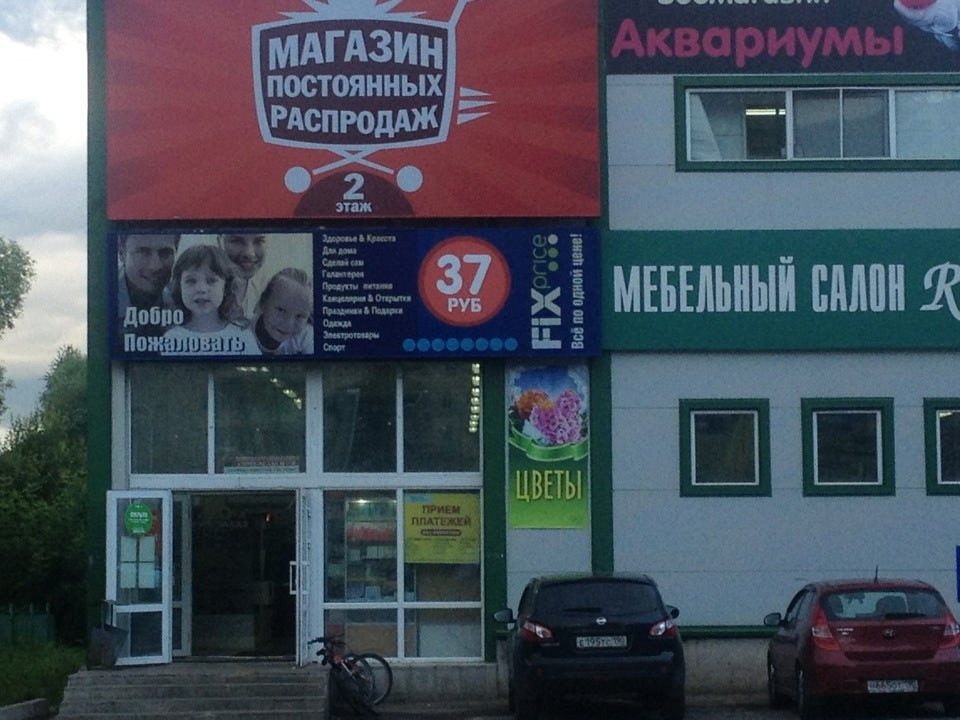 МАГАЗИН
ПОСТОЯННЫХ
РАСПРОДАЖ
2
этаж
Аквариумы
Добро
Пожаловать
Здоровье & Красота
Для дома
Сделай сам
Галантерея
Продукты питания
Канцелярия & Открытки
Праздники & Подарки
Одежда
Электротовары
Спорт
37
РУБ
FIX price
Всё по одной цене!
МЕБЕЛЬНЫЙ САЛОН R
ЦВЕТЫ
ПРИЕМ
ПЛАТЕЖЕЙ